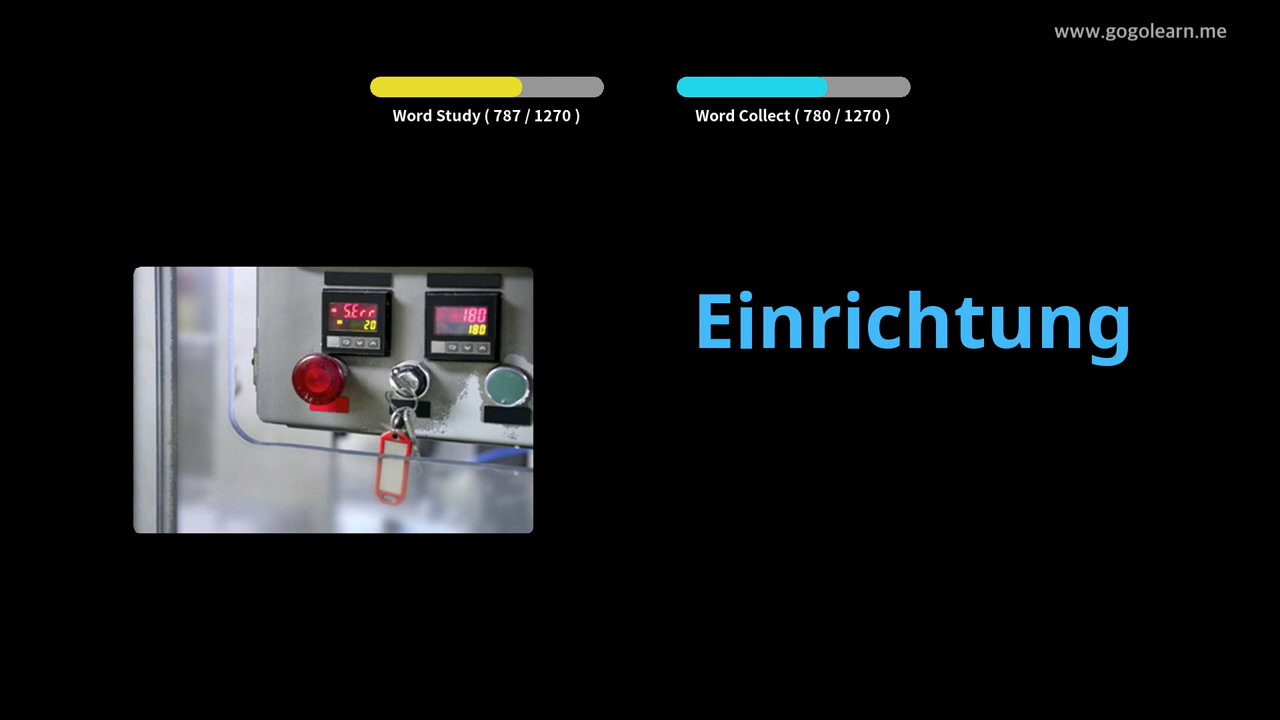 www.gogolearn.me
Word Study ( 787 / 1270 )
Word Collect ( 780 / 1270 )
Einrichtung
SErr
20
180
180